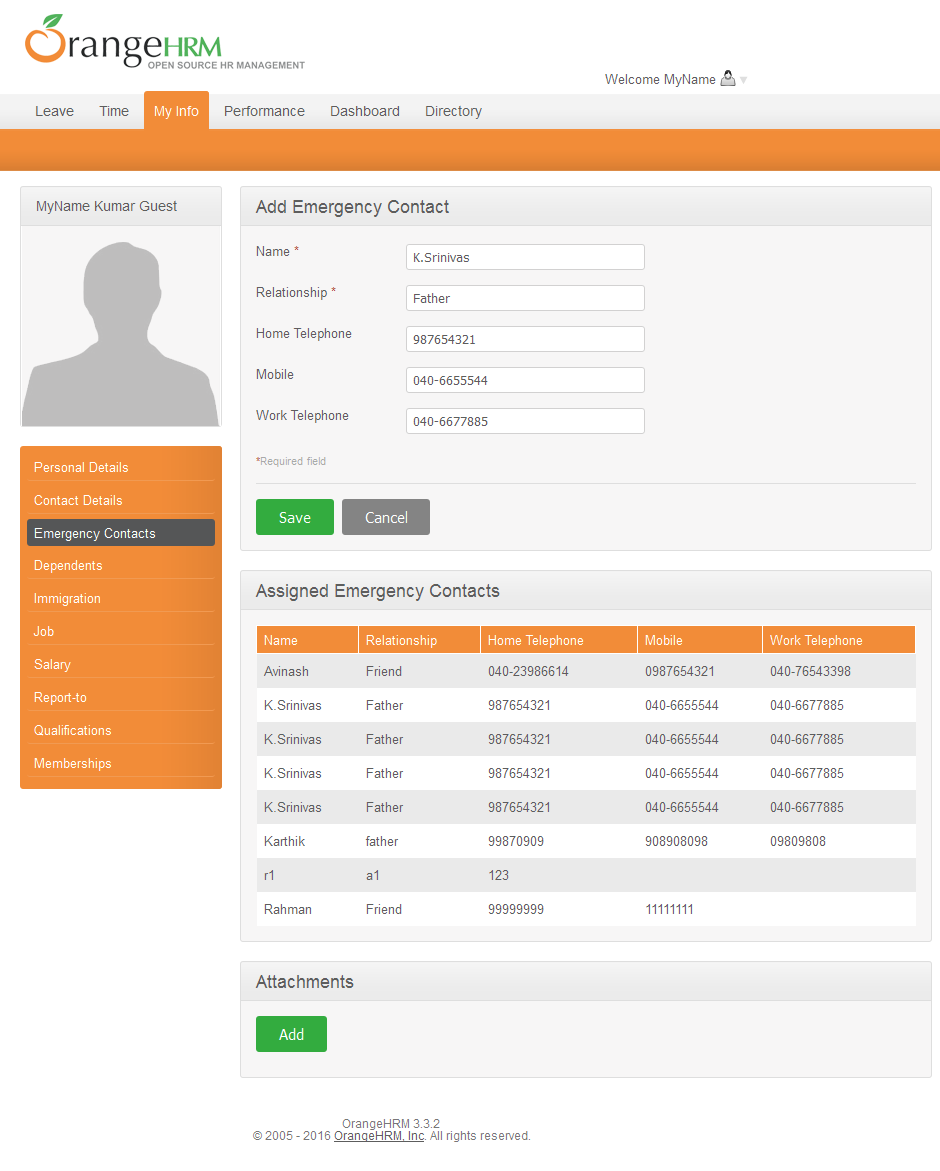 OrangeHRM
OPEN SOURCE HR MANAGEMENT
Welcome MyName
Leave Time My Info Performance Dashboard Directory
MyName Kumar Guest
Personal Details
Contact Details
Emergency Contacts
Dependents
Immigration
Job
Salary
Report-to
Qualifications
Memberships
Add Emergency Contact
Name * K.Srinivas
Relationship * Father
Home Telephone 987654321
Mobile 040-6655544
Work Telephone 040-6677885
*Required field
Save Cancel
Assigned Emergency Contacts
Name Relationship Home Telephone Mobile Work Telephone
Avinash Friend 040-23986614 0987654321 040-76543398
K.Srinivas Father 987654321 040-6655544 040-6677885
K.Srinivas Father 987654321 040-6655544 040-6677885
K.Srinivas Father 987654321 040-6655544 040-6677885
K.Srinivas Father 987654321 040-6655544 040-6677885
Karthik father 99870909 908908098 09809808
r1 a1 123
Rahman Friend 99999999 11111111
Attachments
Add
OrangeHRM 3.3.2
© 2005 - 2016 OrangeHRM, Inc. All rights reserved.